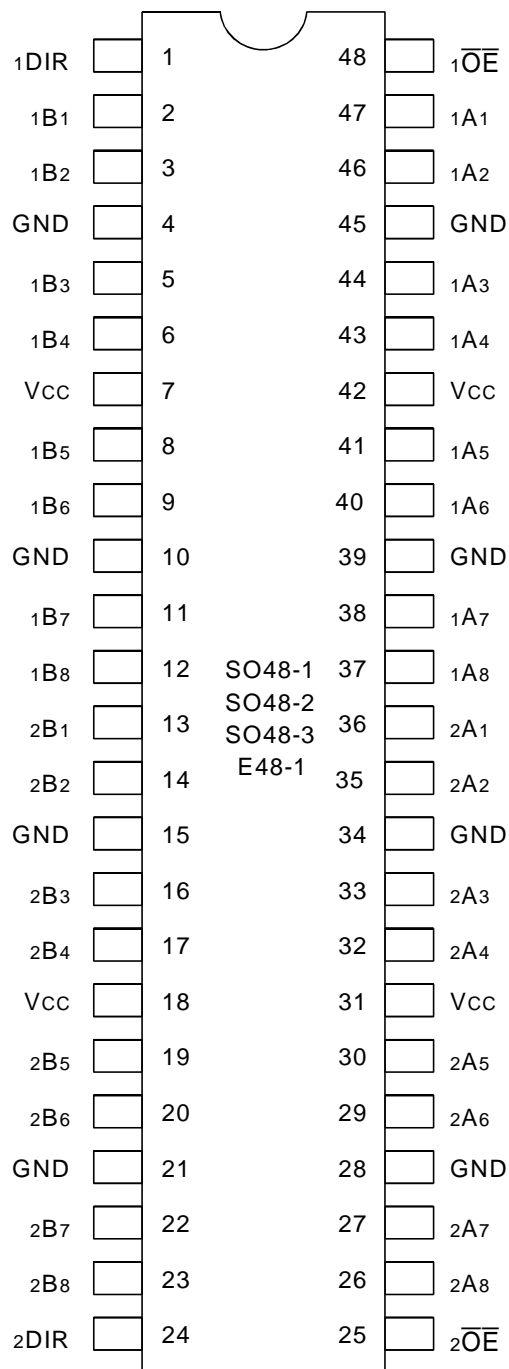 1DIR 1 48 1O̅E̅
1B1 2 47 1A1
1B2 3 46 1A2
GND 4 45 GND
1B3 5 44 1A3
1B4 6 43 1A4
VCC 7 42 VCC
1B5 8 41 1A5
1B6 9 40 1A6
GND 10 39 GND
1B7 11 38 1A7
1B8 12 SO48-1 37 1A8
SO48-2
2B1 13 SO48-3 36 2A1
2B2 14 E48-1 35 2A2
GND 15 34 GND
2B3 16 33 2A3
2B4 17 32 2A4
VCC 18 31 VCC
2B5 19 30 2A5
2B6 20 29 2A6
GND 21 28 GND
2B7 22 27 2A7
2B8 23 26 2A8
2DIR 24 25 2O̅E̅